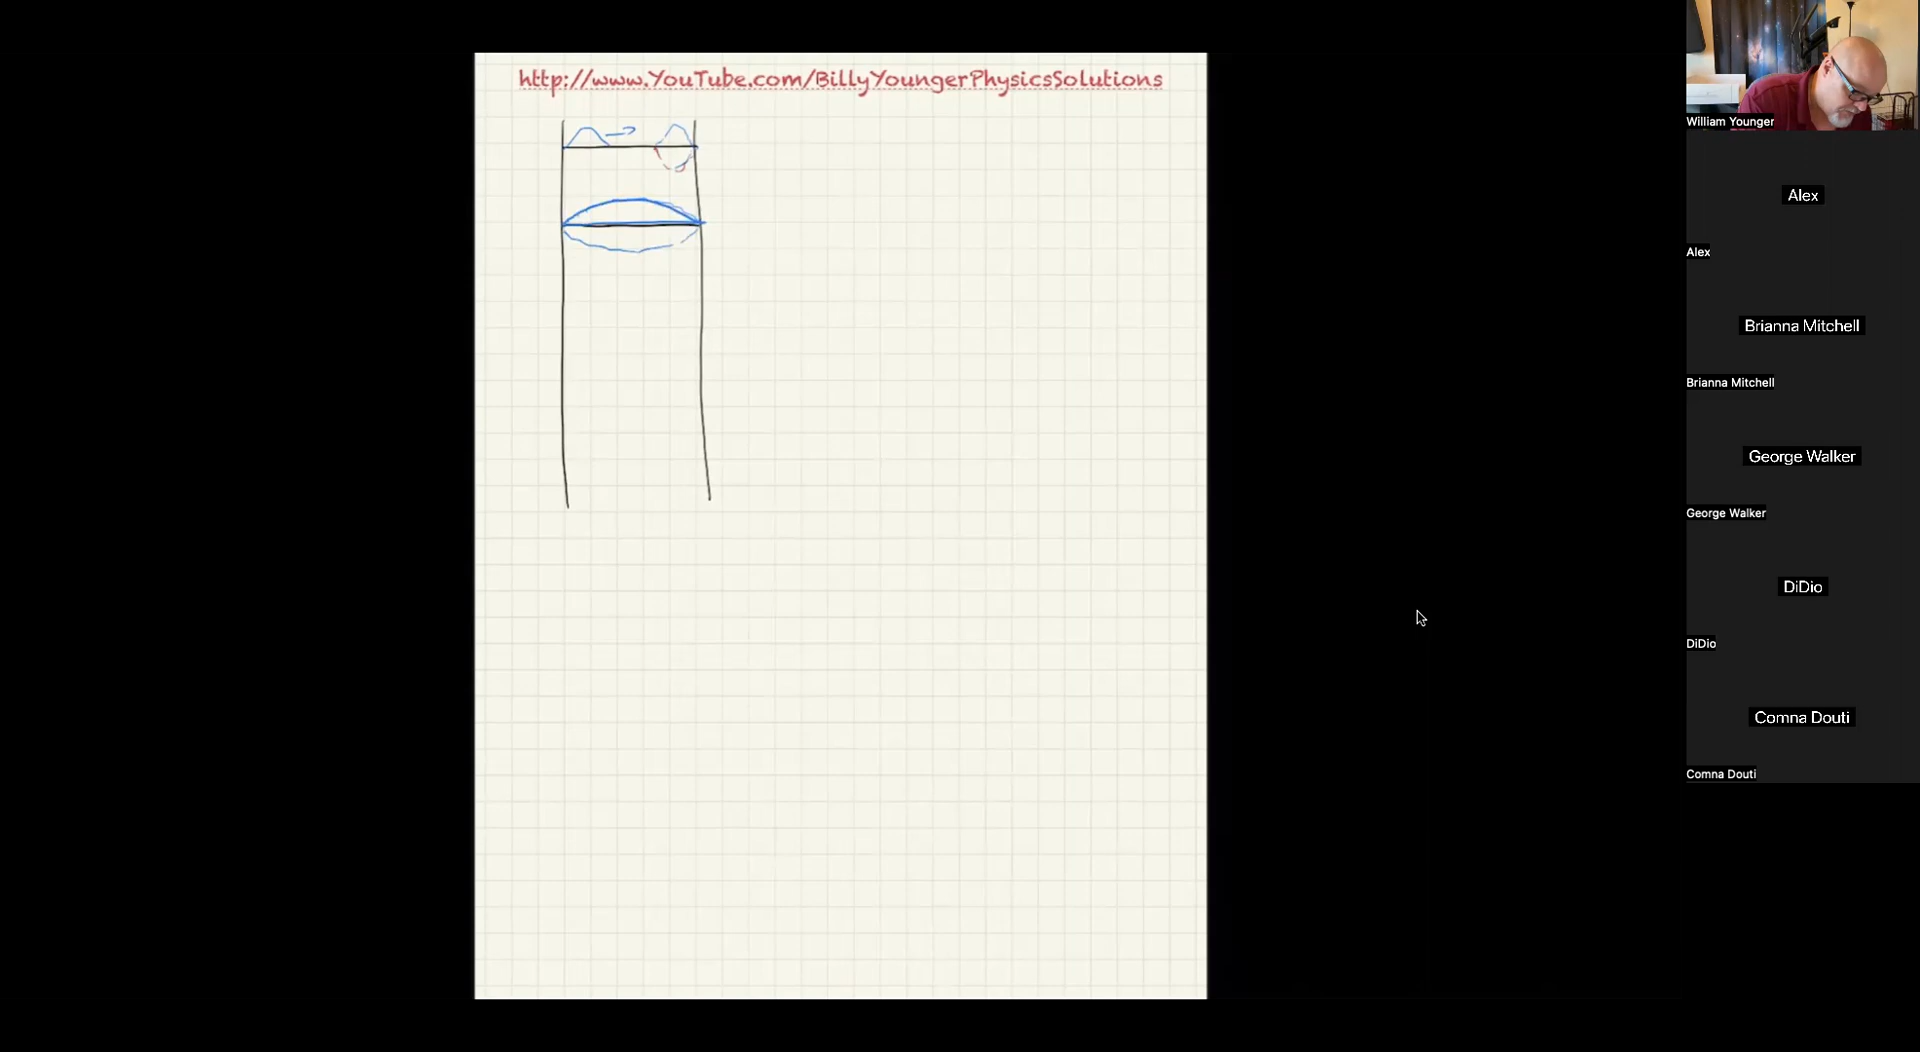 http://www.YouTube.com/BillyYoungerPhysicsSolutions
William Younger
Alex
Alex
Brianna Mitchell
Brianna Mitchell
George Walker
George Walker
DiDio
DiDio
Comna Douti
Comna Douti